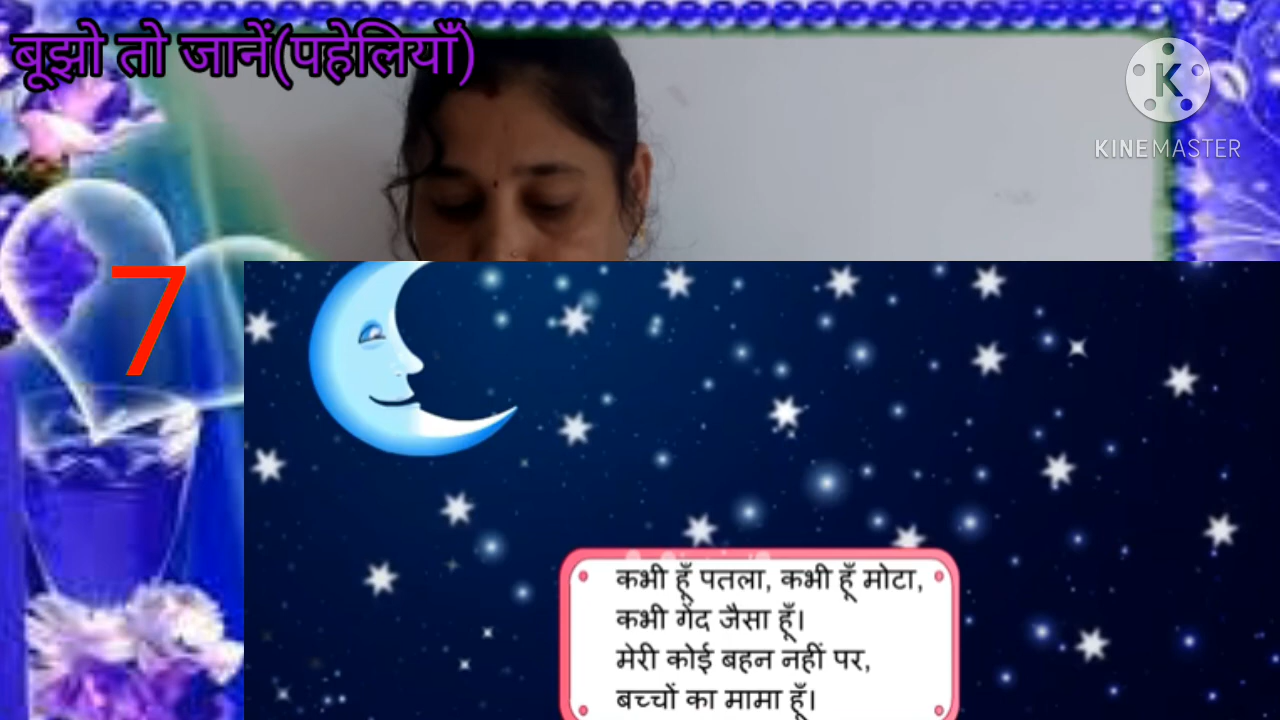 बूझो तो जानें(पहेलियाँ)
K
KINEMASTER
7
कभी हूँ पतला, कभी हूँ मोटा,
कभी गेंद जैसा हूँ।
मेरी कोई बहन नहीं पर,
बच्चों का मामा हूँ।